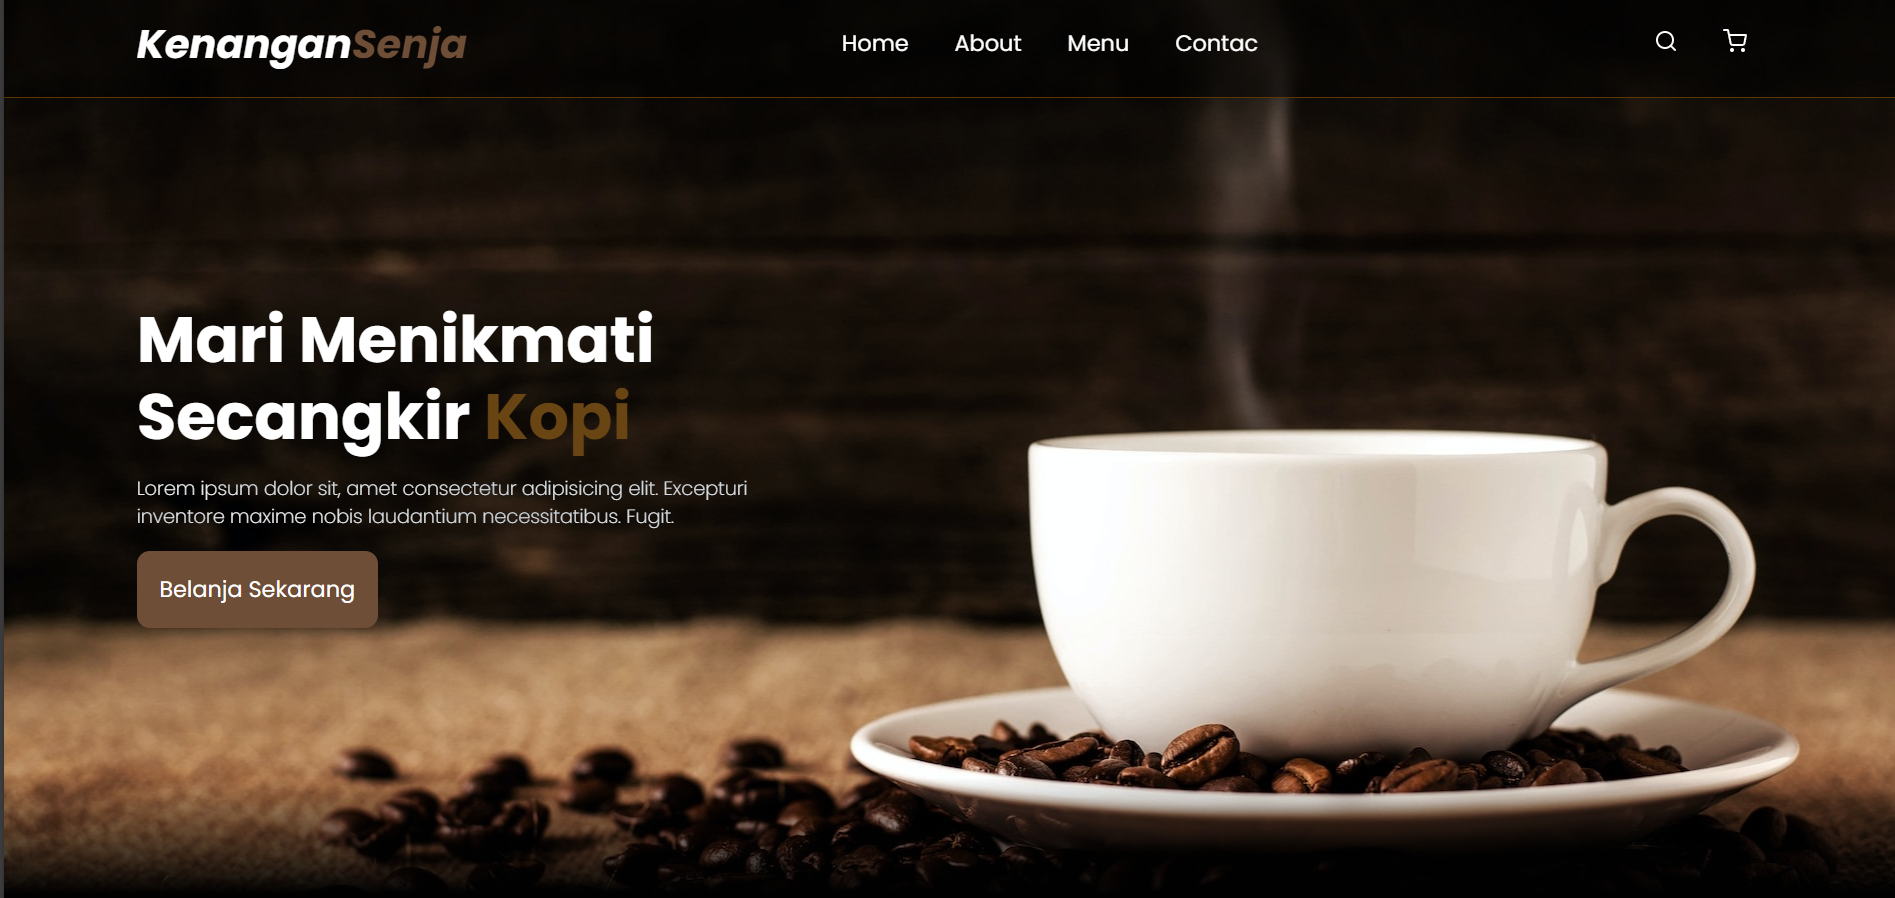 KenanganSenja
Home About Menu Contac
Mari Menikmati
Secangkir Kopi
Lorem ipsum dolor sit, amet consectetur adipisicing elit. Excepturi
inventore maxime nobis laudantium necessitatibus. Fugit.
Belanja Sekarang